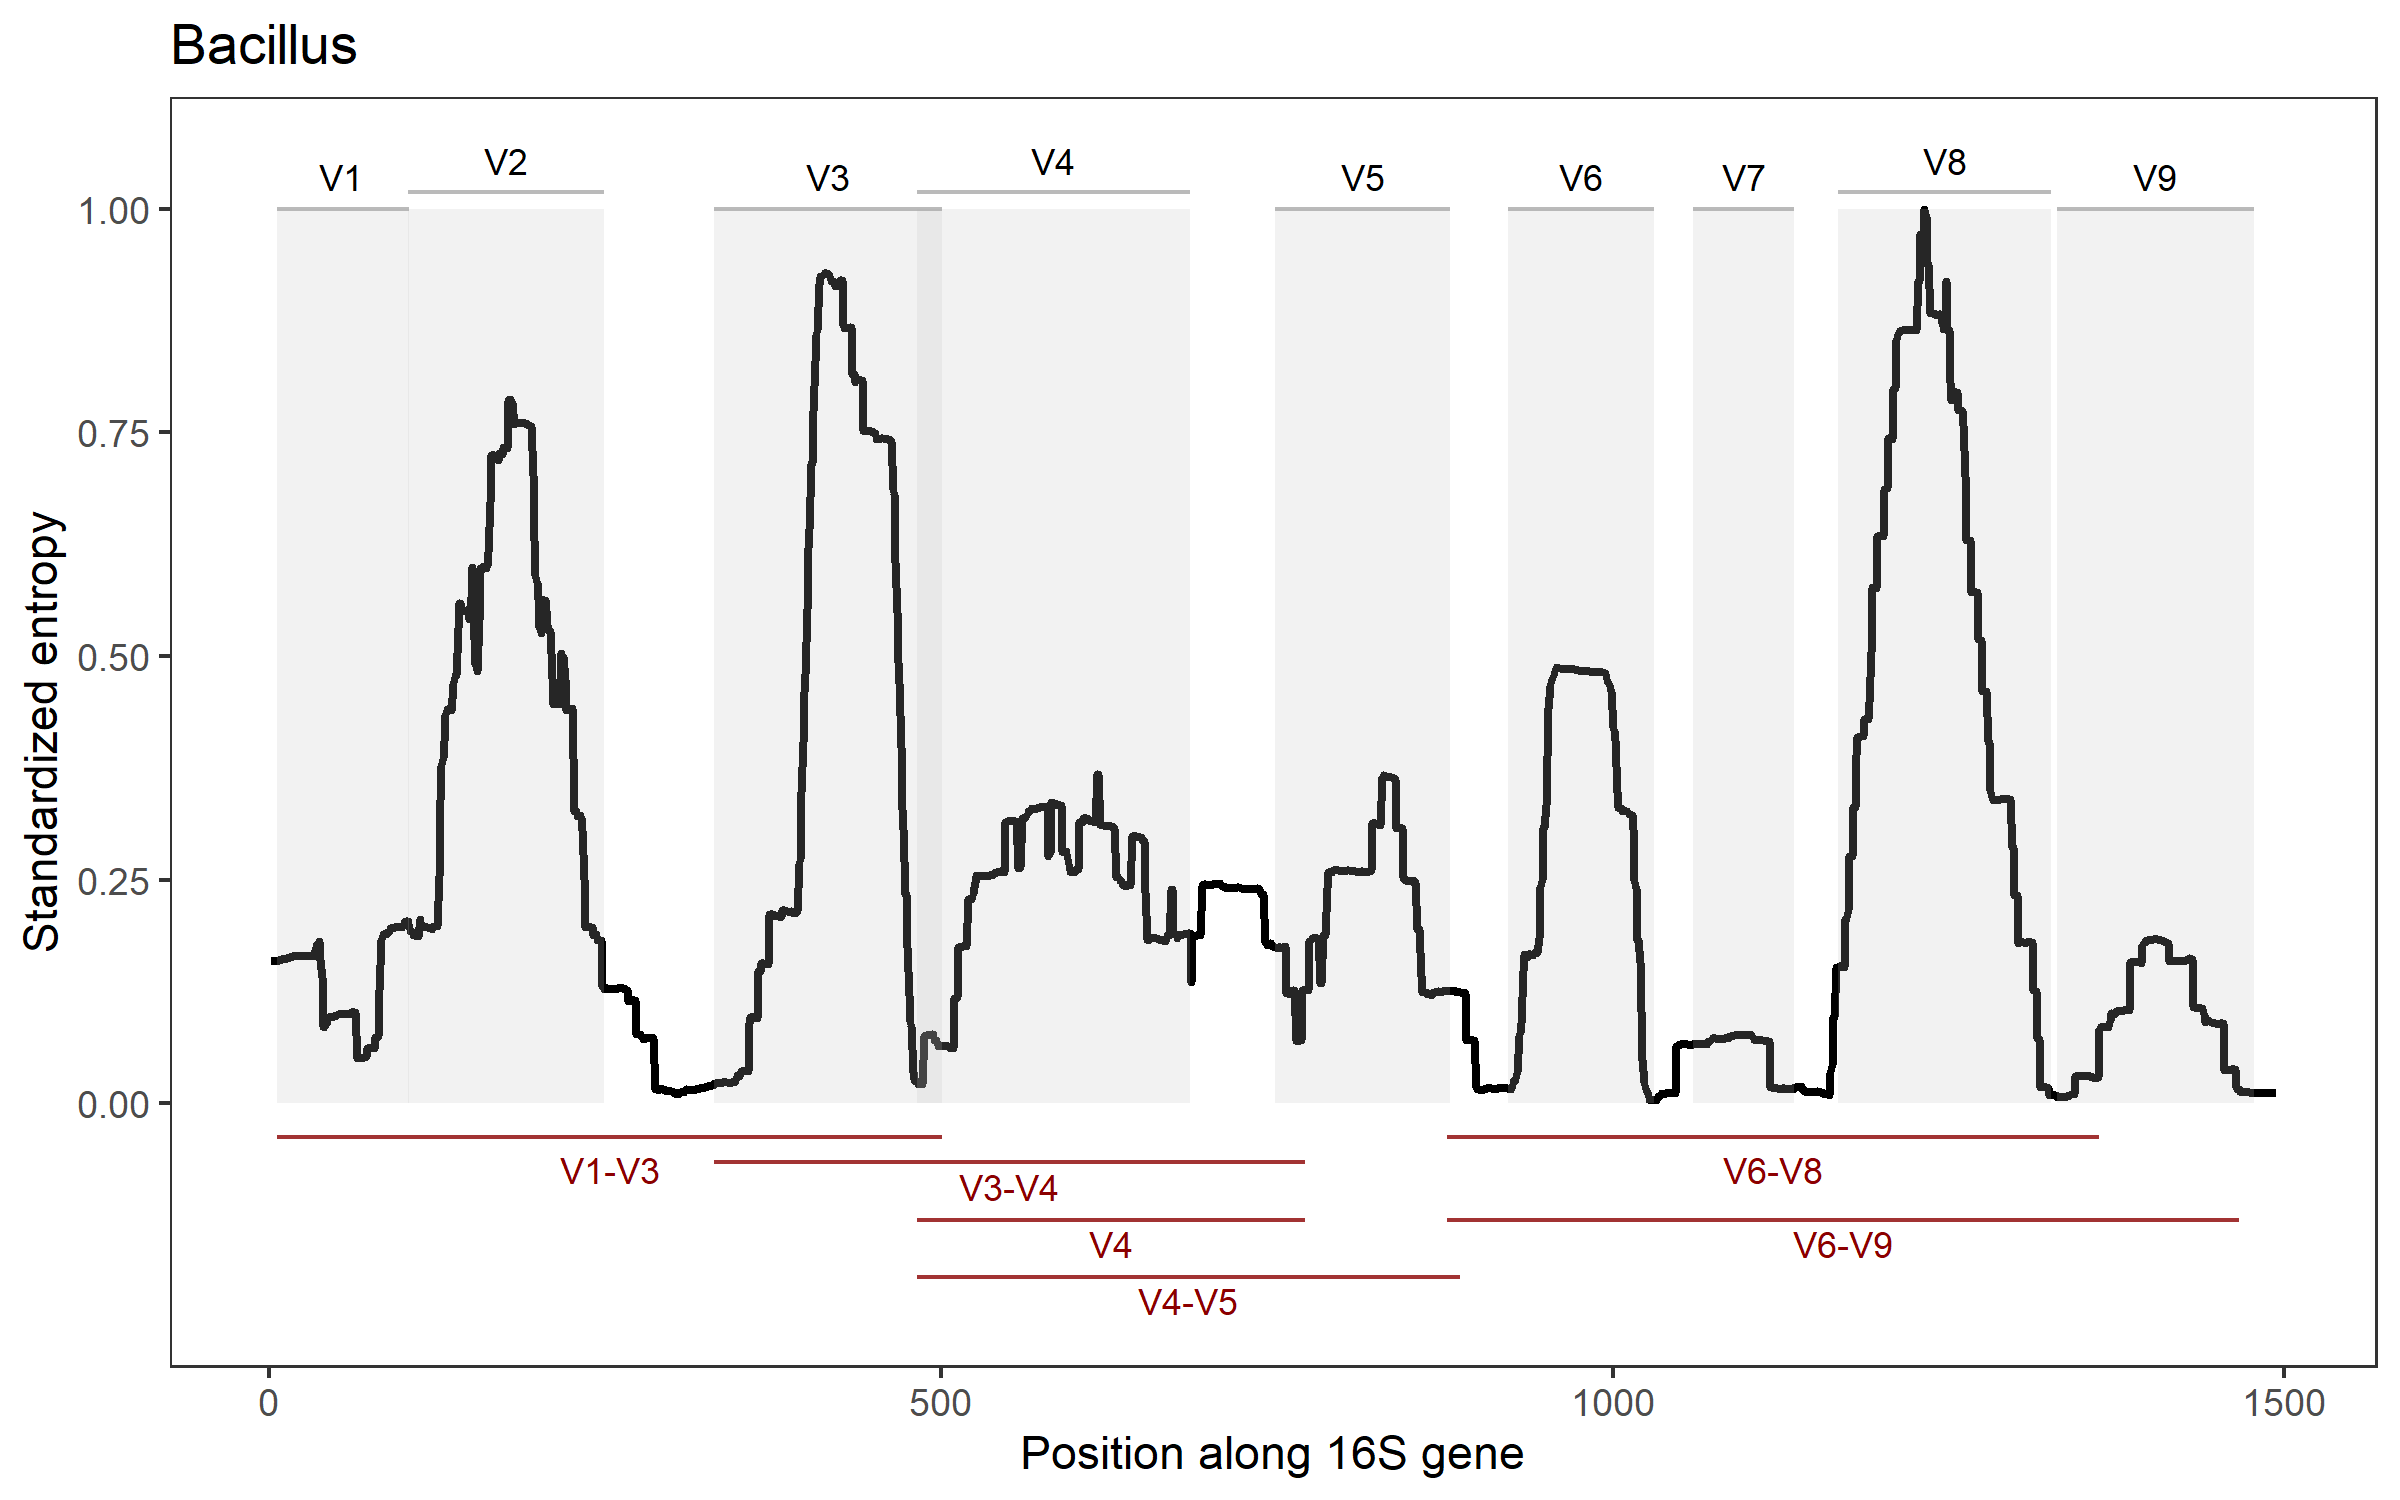 Bacillus
V1
V2
V3
V4
V5
V6
V7
V8
V9
1.00
0.75
0.50
0.25
0.00
Standardized entropy
V1-V3
V3-V4
V4
V4-V5
V6-V8
V6-V9
0
500
1000
1500
Position along 16S gene